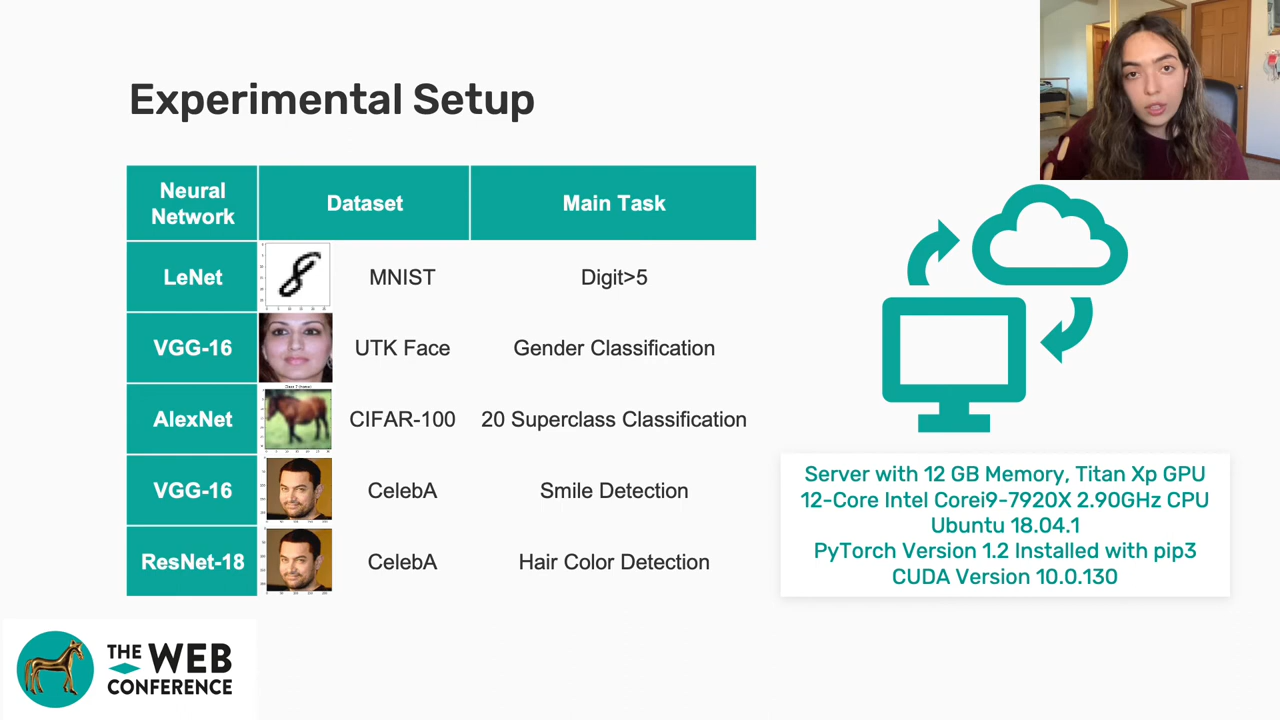 Experimental Setup
Neural Network
Dataset
Main Task
LeNet
MNIST
Digit>5
VGG-16
UTK Face
Gender Classification
AlexNet
CIFAR-100
20 Superclass Classification
VGG-16
CelebA
Smile Detection
ResNet-18
CelebA
Hair Color Detection
Server with 12 GB Memory, Titan Xp GPU
12-Core Intel Corei9-7920X 2.90GHz CPU
Ubuntu 18.04.1
PyTorch Version 1.2 Installed with pip3
CUDA Version 10.0.130
THE WEB
CONFERENCE